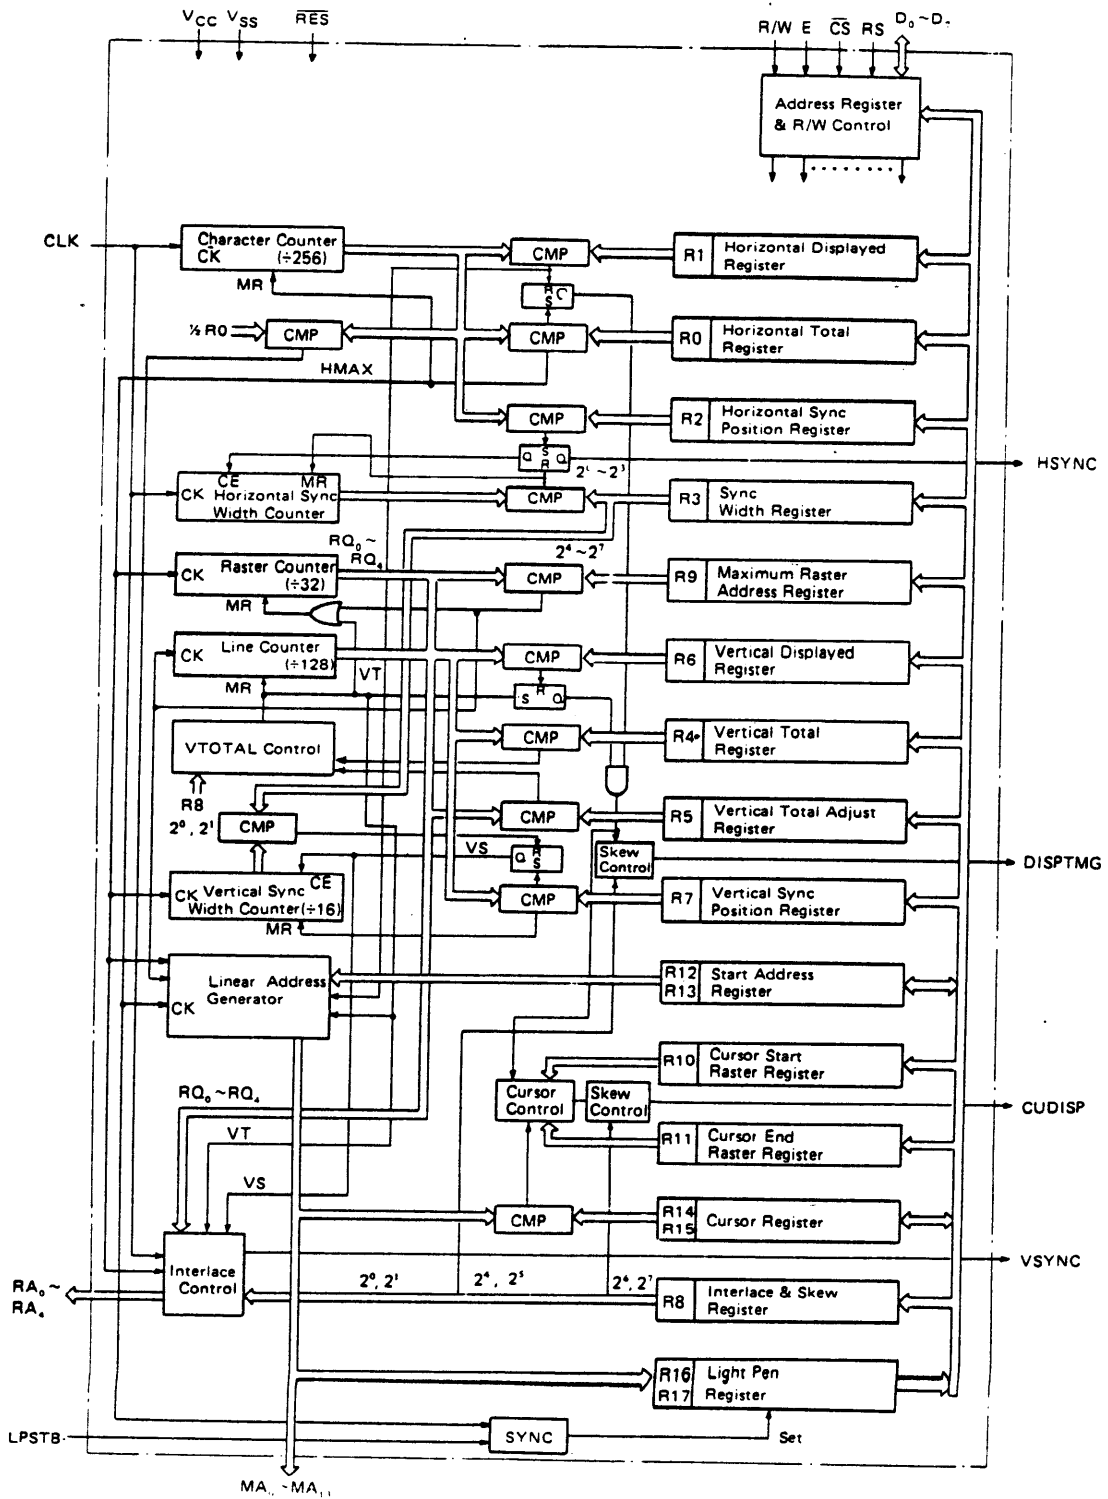 VCC VSS RES
R/W E CS RS D₀~D₇
Address Register
& R/W Control
CLK
Character Counter
CK (÷256)
MR
CMP
R1 Horizontal Displayed
Register
R S Q
½ R0
CMP
CMP
R0 Horizontal Total
Register
HMAX
CMP
R2 Horizontal Sync
Position Register
Q S R Q
2⁰~2³
HSYNC
CE MR
CK Horizontal Sync
Width Counter
CMP
R3 Sync
Width Register
RQ₀~
RQ₄
2⁴~2⁷
CK Raster Counter
(÷32)
MR
CMP
R9 Maximum Raster
Address Register
CK Line Counter
(÷128)
MR
VT
CMP
R6 Vertical Displayed
Register
S R Q
VTOTAL Control
CMP
R4 Vertical Total
Register
R8
2⁰, 2¹
CMP
CMP
R5 Vertical Total Adjust
Register
VS
Q R S
Skew
Control
DISPTMG
CE
CK Vertical Sync
Width Counter (÷16)
MR
CMP
R7 Vertical Sync
Position Register
Linear Address
Generator
CK
R12
R13
Start Address
Register
R10 Cursor Start
Raster Register
RQ₀~RQ₄
Cursor
Control
Skew
Control
CUDISP
VT
R11 Cursor End
Raster Register
VS
CMP
R14
R15
Cursor Register
VSYNC
Interlace
Control
RA₀~
RA₄
2⁰, 2¹
2⁴, 2⁵
2⁶, 2⁷
R8 Interlace & Skew
Register
R16
R17
Light Pen
Register
LPSTB
SYNC
Set